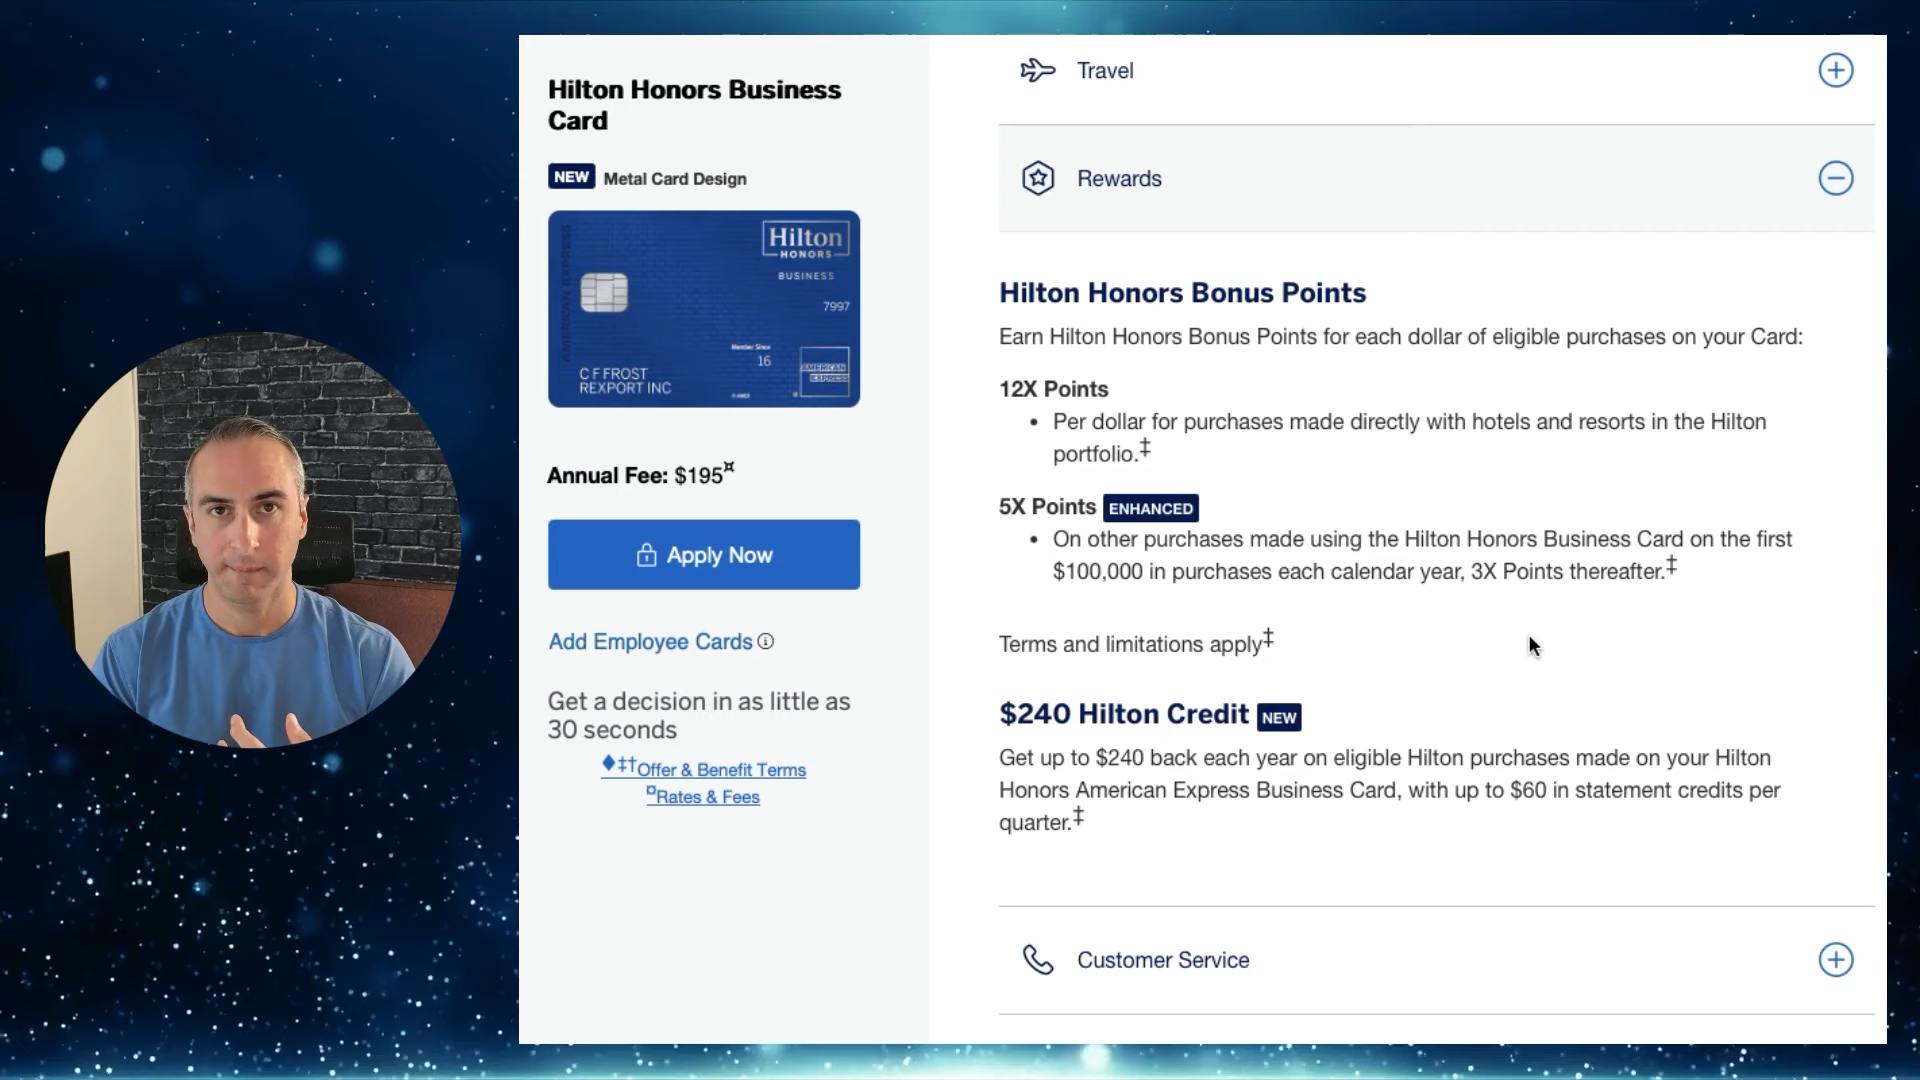 Hilton Honors Business
Card
NEW Metal Card Design
AMERICAN EXPRESS
Hilton
HONORS
BUSINESS
7997
Member Since
16
C F FROST
REXPORT INC
AMERICAN
EXPRESS
Annual Fee: $195¤
Apply Now
Add Employee Cards
Get a decision in as little as
30 seconds
♦‡†Offer & Benefit Terms
¤Rates & Fees
Travel
Rewards
Hilton Honors Bonus Points
Earn Hilton Honors Bonus Points for each dollar of eligible purchases on your Card:
12X Points
• Per dollar for purchases made directly with hotels and resorts in the Hilton
portfolio.‡
5X Points ENHANCED
• On other purchases made using the Hilton Honors Business Card on the first
$100,000 in purchases each calendar year, 3X Points thereafter.‡
Terms and limitations apply‡
$240 Hilton Credit NEW
Get up to $240 back each year on eligible Hilton purchases made on your Hilton
Honors American Express Business Card, with up to $60 in statement credits per
quarter.‡
Customer Service